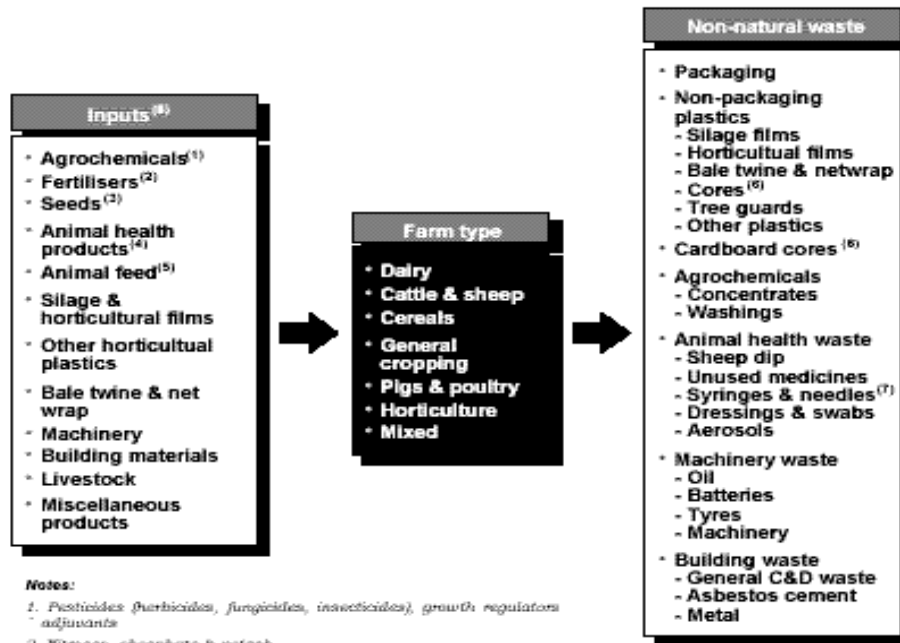 Inputs(8)
· Agrochemicals(1)
· Fertilisers(2)
· Seeds(3)
· Animal health
products(4)
· Animal feed(5)
· Silage &
horticultural films
· Other horticultual
plastics
· Bale twine & net
wrap
· Machinery
· Building materials
· Livestock
· Miscellaneous
products
Notes:
1. Pesticides (herbicides, fungicides, insecticides), growth regulators
adjuvants
2. phosphate & potash
Farm type
· Dairy
· Cattle & sheep
· Cereals
· General
cropping
· Pigs & poultry
· Horticulture
· Mixed
Non-natural waste
· Packaging
· Non-packaging
plastics
- Silage films
- Horticultual films
- Bale twine & netwrap
- Cores(6)
- Tree guards
- Other plastics
· Cardboard cores (6)
· Agrochemicals
- Concentrates
- Washings
· Animal health waste
- Sheep dip
- Unused medicines
- Syringes & needles(7)
- Dressings & swabs
- Aerosols
· Machinery waste
- Oil
- Batteries
- Tyres
- Machinery
· Building waste
- General C&D waste
- Asbestos cement
- Metal